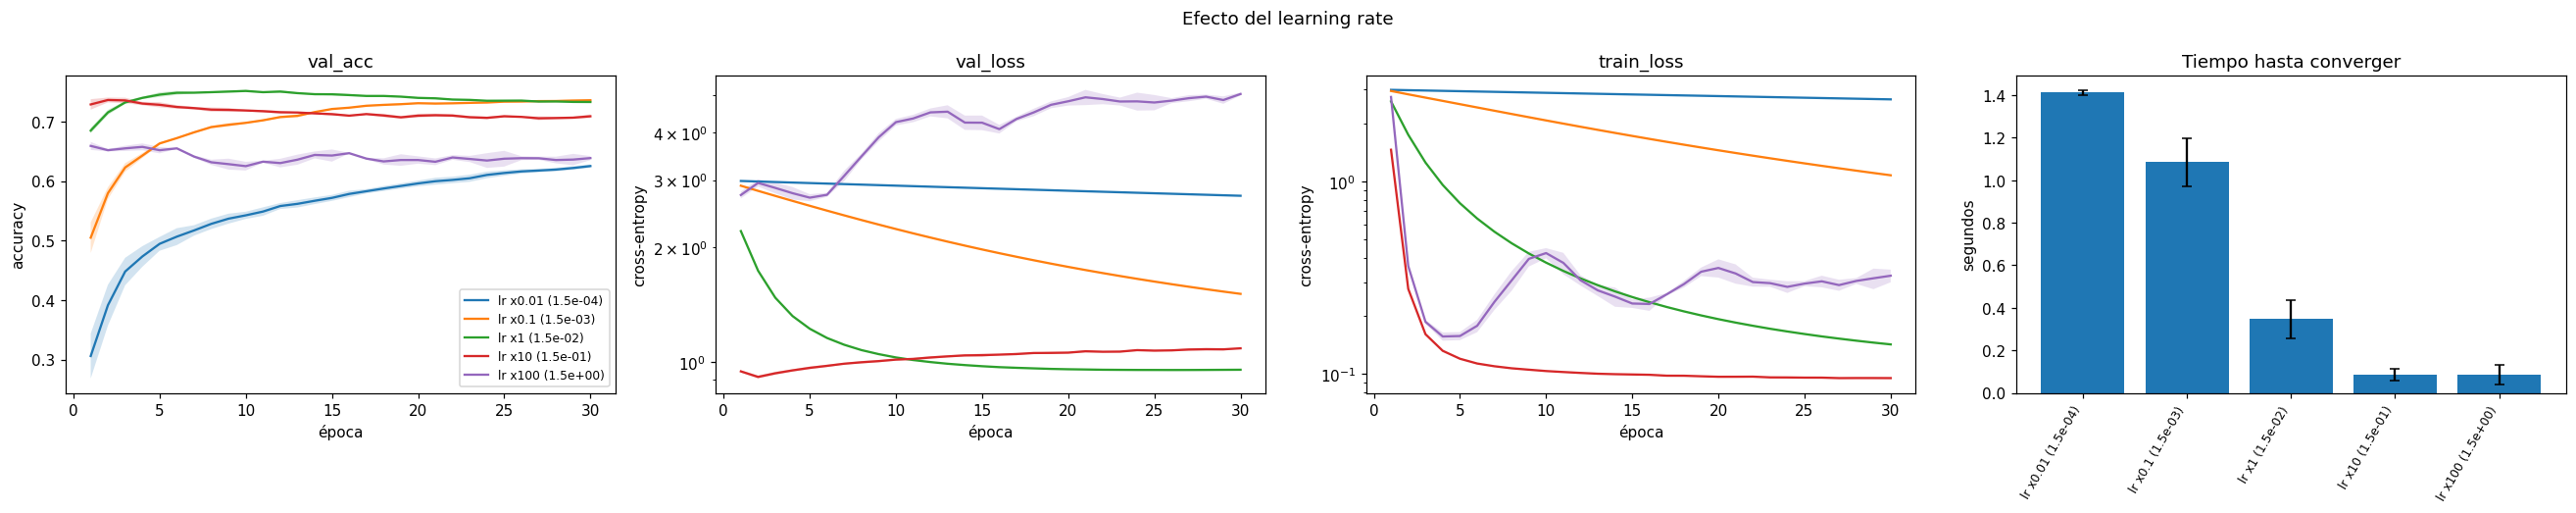 Efecto del learning rate
val_acc
accuracy
0.7
0.6
0.5
0.4
0.3
0
5
10
15
20
25
30
época
lr x0.01 (1.5e-04)
lr x0.1 (1.5e-03)
lr x1 (1.5e-02)
lr x10 (1.5e-01)
lr x100 (1.5e+00)
val_loss
cross-entropy
4 × 10⁰
3 × 10⁰
2 × 10⁰
10⁰
0
5
10
15
20
25
30
época
train_loss
cross-entropy
10⁰
10⁻¹
0
5
10
15
20
25
30
época
Tiempo hasta converger
segundos
1.4
1.2
1.0
0.8
0.6
0.4
0.2
0.0
lr x0.01 (1.5e-04)
lr x0.1 (1.5e-03)
lr x1 (1.5e-02)
lr x10 (1.5e-01)
lr x100 (1.5e+00)